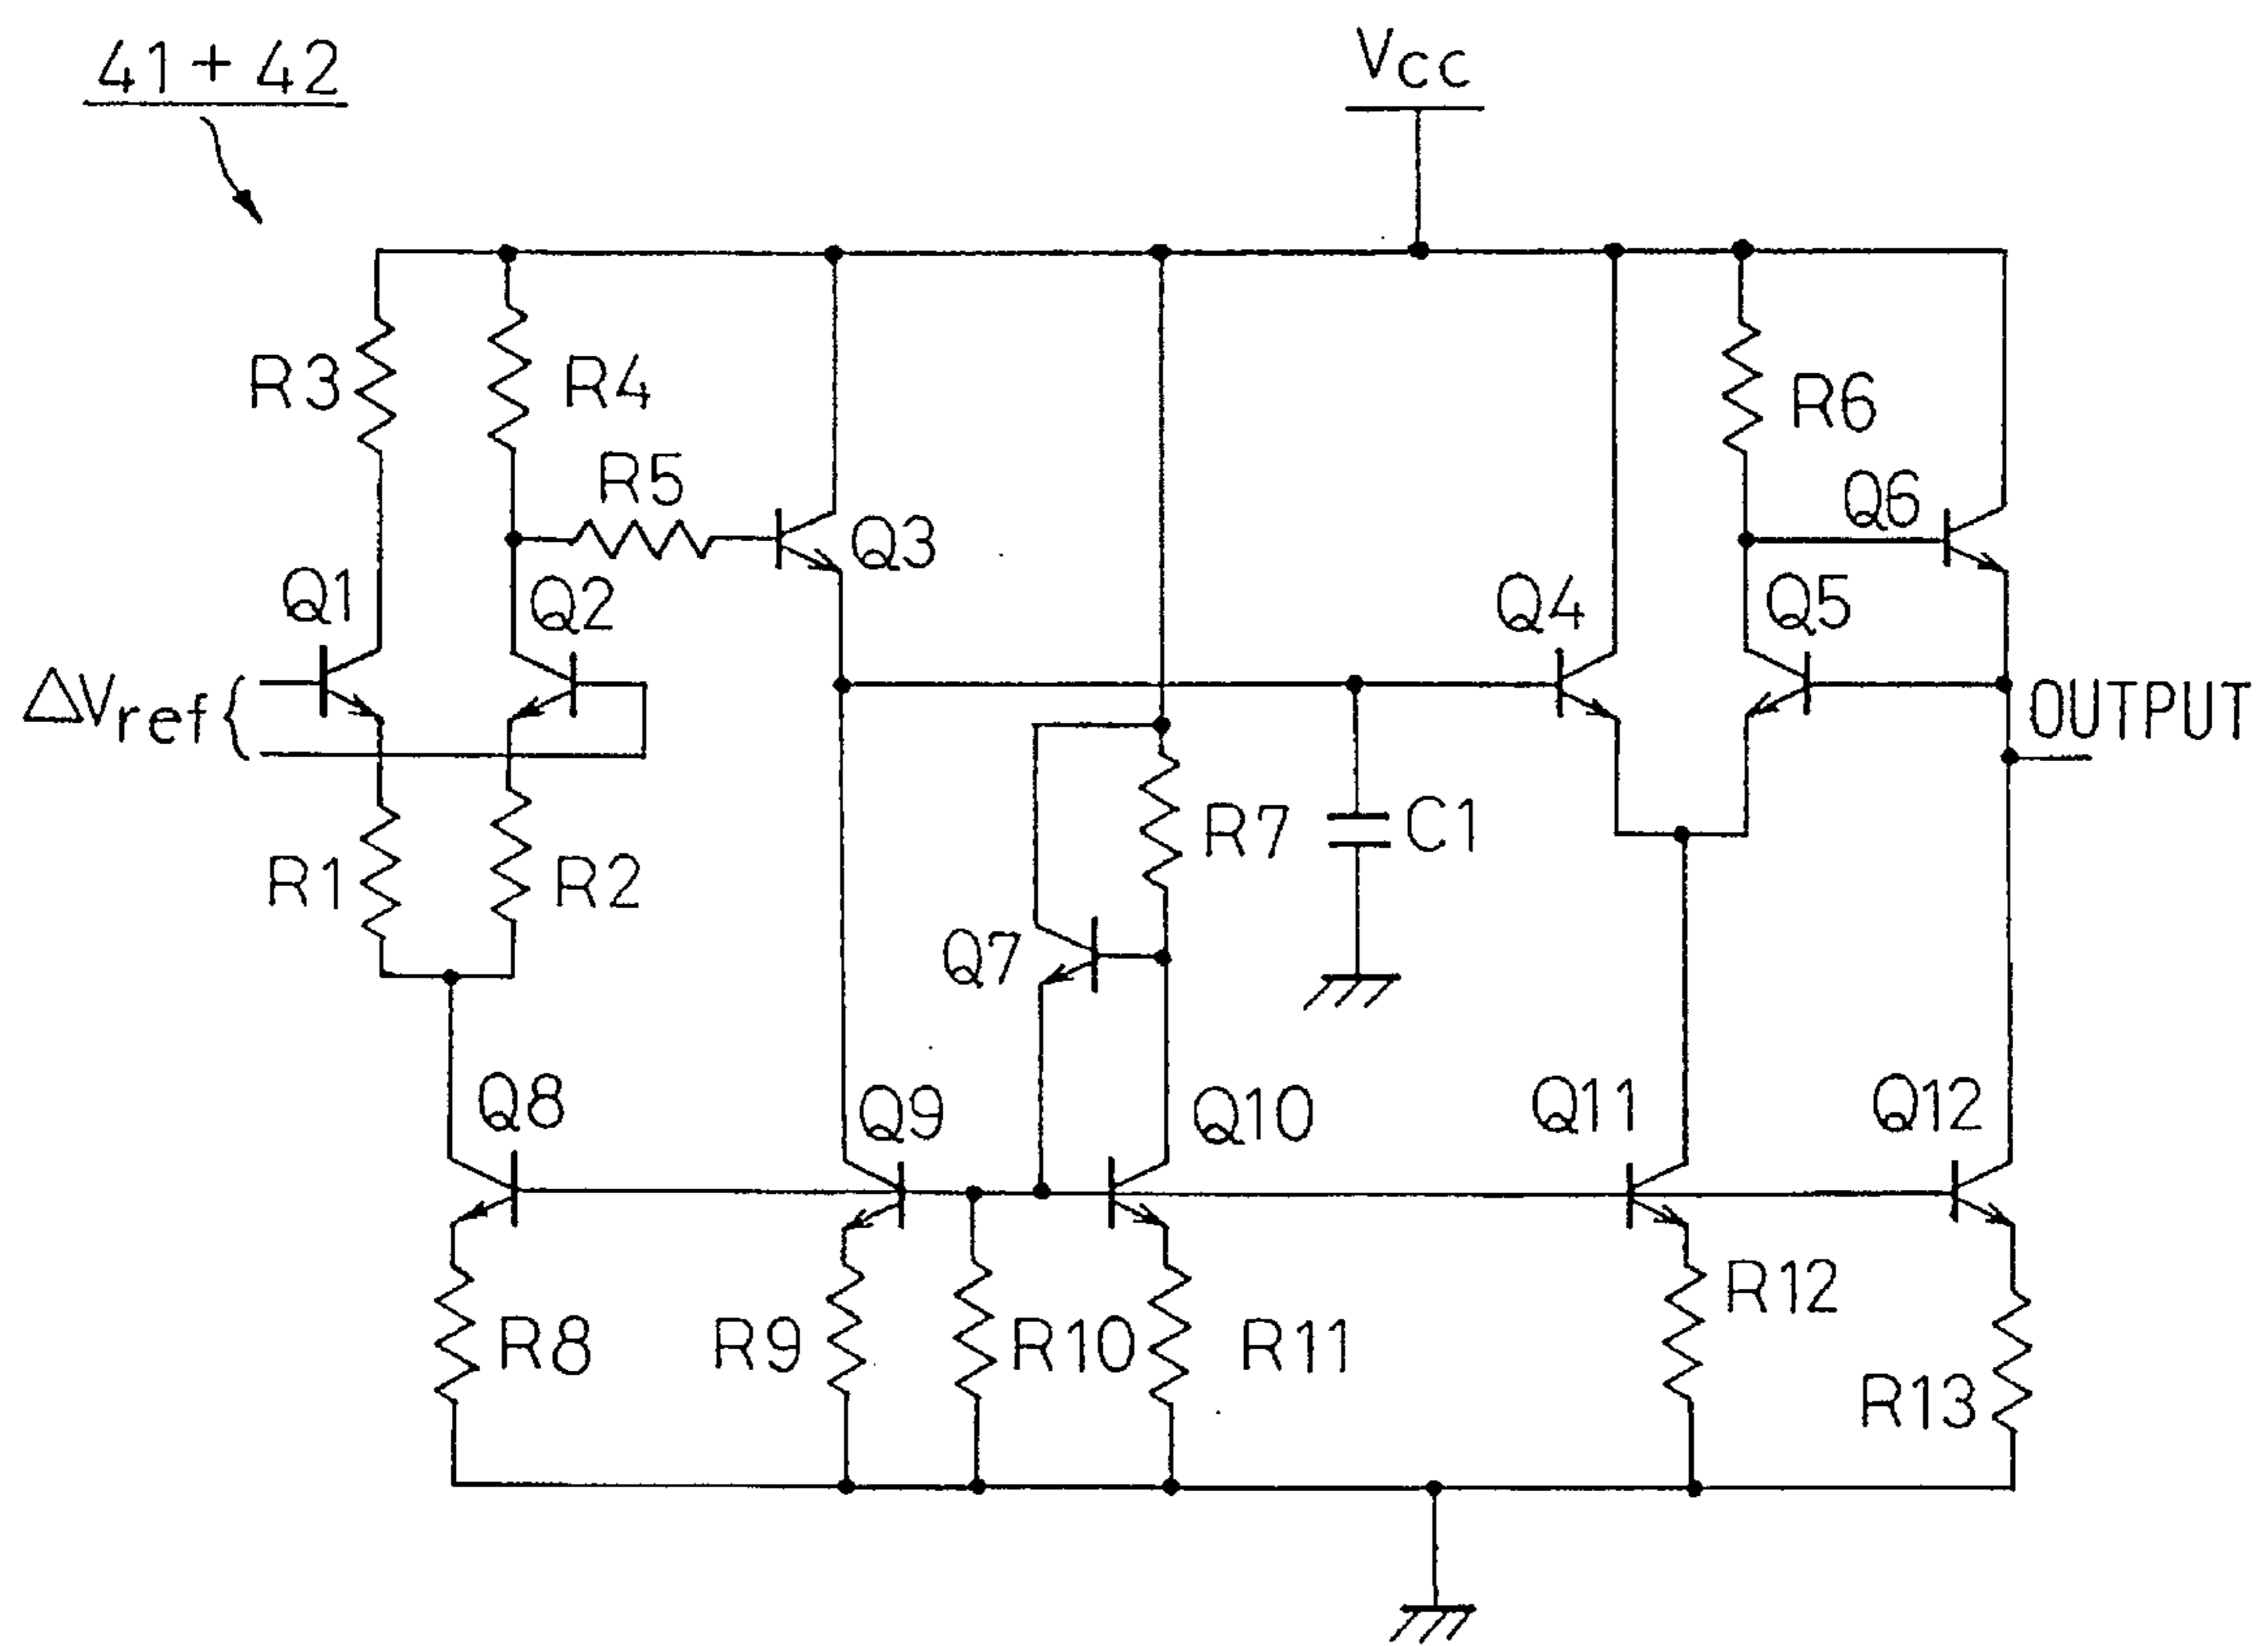 41+42
Vcc
R3
R4
R6
R5
Q6
Q3
Q1
Q2
Q4
Q5
ΔVref{
OUTPUT
R7
C1
R1
R2
Q7
Q8
Q9
Q10
Q11
Q12
R12
R8
R9
R10
R11
R13